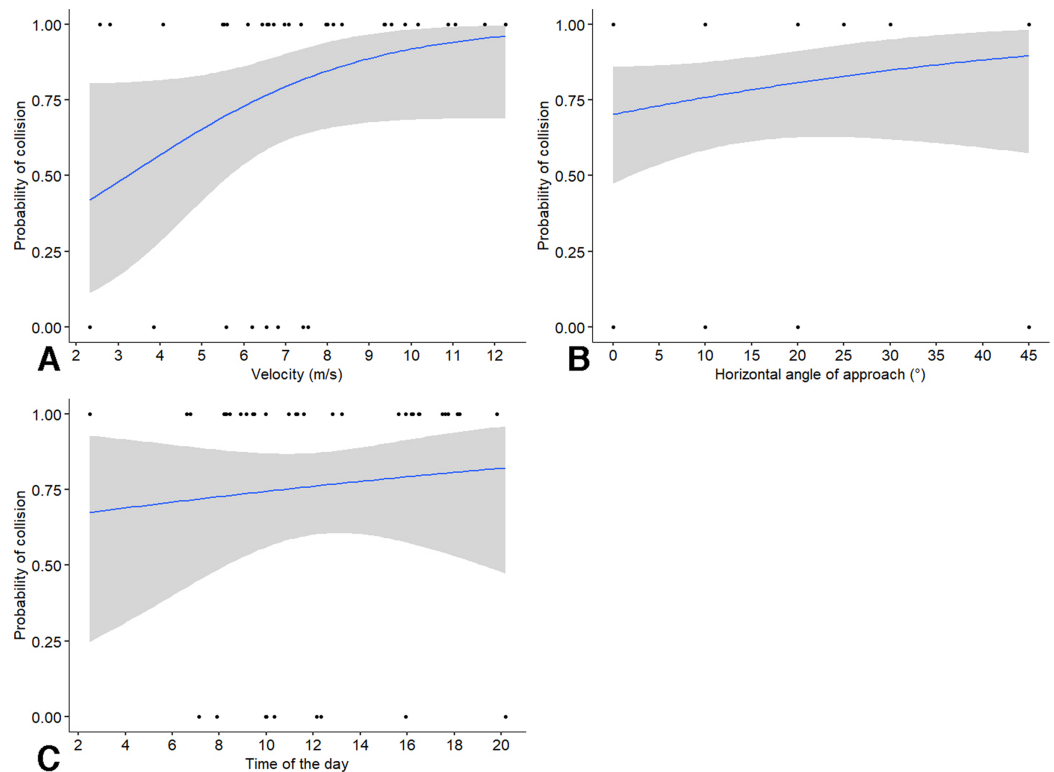 1.00
0.75
0.50
0.25
0.00
Probability of collision
2 3 4 5 6 7 8 9 10 11 12
Velocity (m/s)
A
1.00
0.75
0.50
0.25
0.00
Probability of collision
0 5 10 15 20 25 30 35 40 45
Horizontal angle of approach (°)
B
1.00
0.75
0.50
0.25
0.00
Probability of collision
2 4 6 8 10 12 14 16 18 20
Time of the day
C